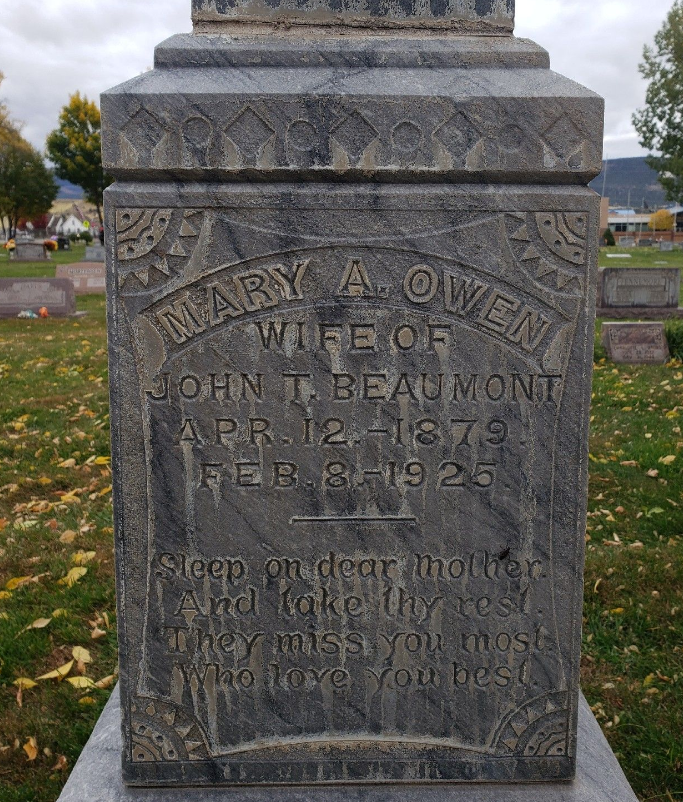 MARY A. OWEN
WIFE OF
JOHN T. BEAUMONT
APR. 12.-1879.
FEB. 8.-1925
Sleep on dear Mother.
And take thy rest.
They miss you most.
Who love you best.